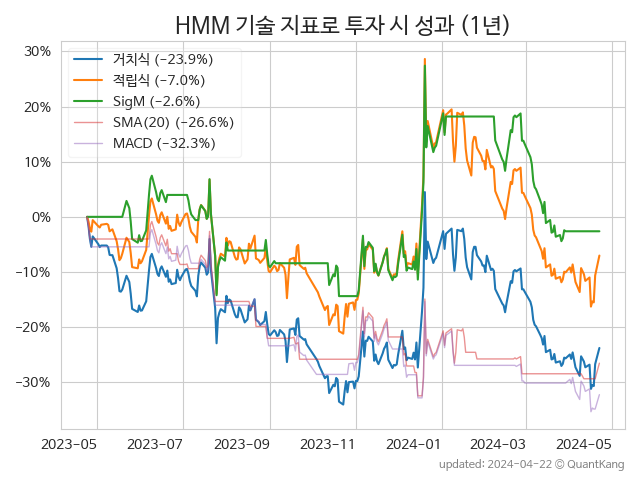 HMM 기술 지표로 투자 시 성과 (1년)
30%
20%
10%
0%
−10%
−20%
−30%
거치식 (−23.9%)
적립식 (−7.0%)
SigM (−2.6%)
SMA(20) (−26.6%)
MACD (−32.3%)
2023-05
2023-07
2023-09
2023-11
2024-01
2024-03
2024-05
updated: 2024-04-22 © QuantKang